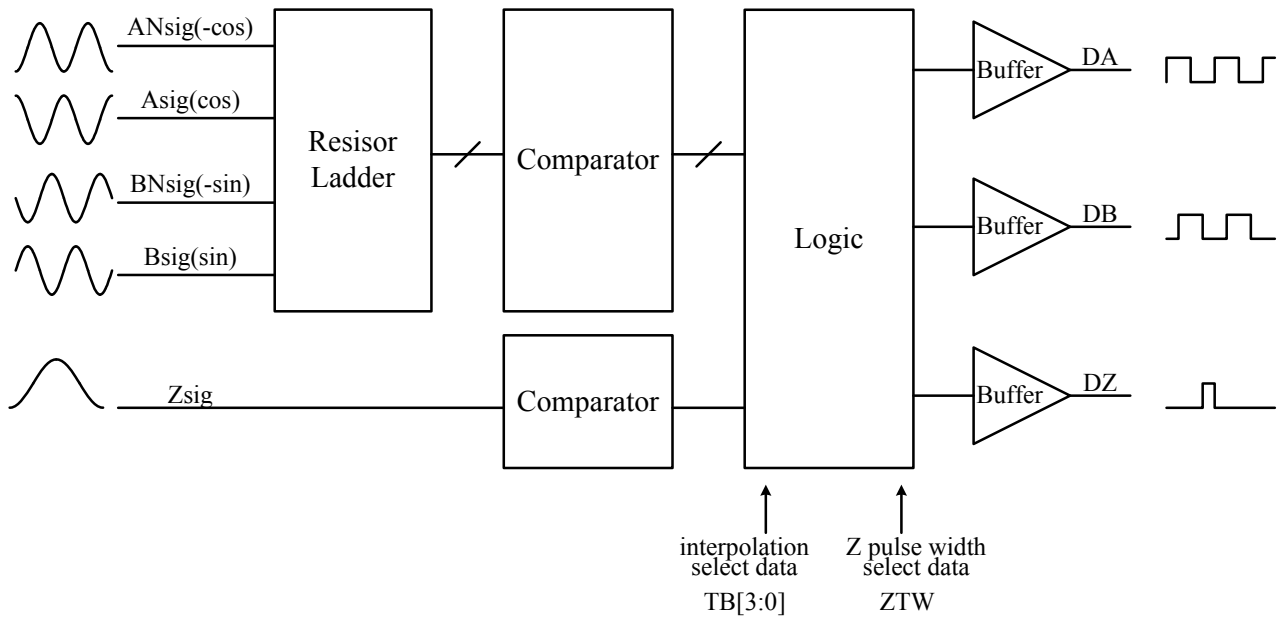 ANsig(-cos)
Asig(cos)
BNsig(-sin)
Bsig(sin)
Zsig
Resisor
Ladder
Comparator
Comparator
Logic
Buffer
DA
Buffer
DB
Buffer
DZ
interpolation
select data
TB[3:0]
Z pulse width
select data
ZTW